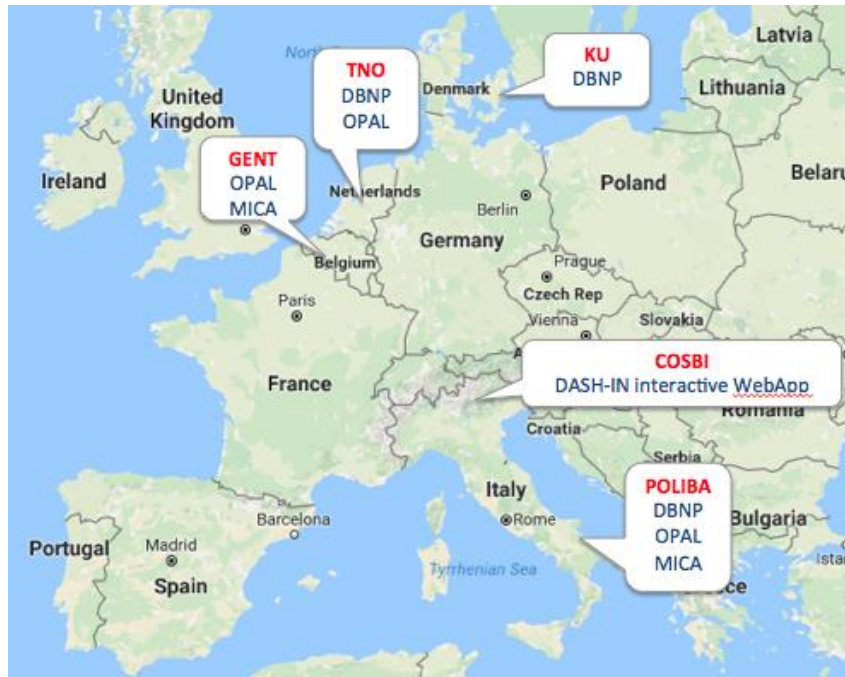 Latvia
North
KU
DBNP
TNO
DBNP
OPAL
Denmark
Lithuania
United
Kingdom
GENT
OPAL
MICA
Ireland
Netherlands
Berlin
Poland
Belaru
Germany
Belgium
Prague
Czech Rep
Paris
Vienna
Slovakia
France
COSBI
DASH-IN interactive WebApp
Romania
Croatia
Serbia
Italy
POLIBA
DBNP
OPAL
MICA
Barcelona
Rome
Bulgaria
Portugal
Madrid
Spain
Tyrrhenian Sea
Ista